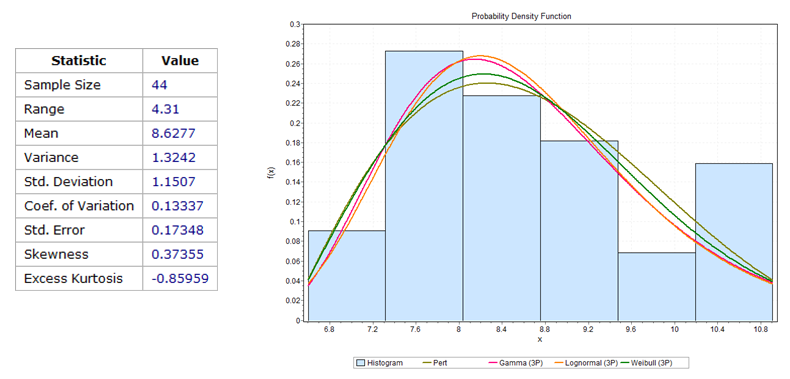 Statistic Value
Sample Size 44
Range 4.31
Mean 8.6277
Variance 1.3242
Std. Deviation 1.1507
Coef. of Variation 0.13337
Std. Error 0.17348
Skewness 0.37355
Excess Kurtosis -0.85959
Probability Density Function
0.3
0.28
0.26
0.24
0.22
0.2
0.18
0.16
0.14
0.12
0.1
0.08
0.06
0.04
0.02
0
f(x)
6.8 7.2 7.6 8 8.4 8.8 9.2 9.6 10 10.4 10.8
x
Histogram Pert Gamma (3P) Lognormal (3P) Weibull (3P)